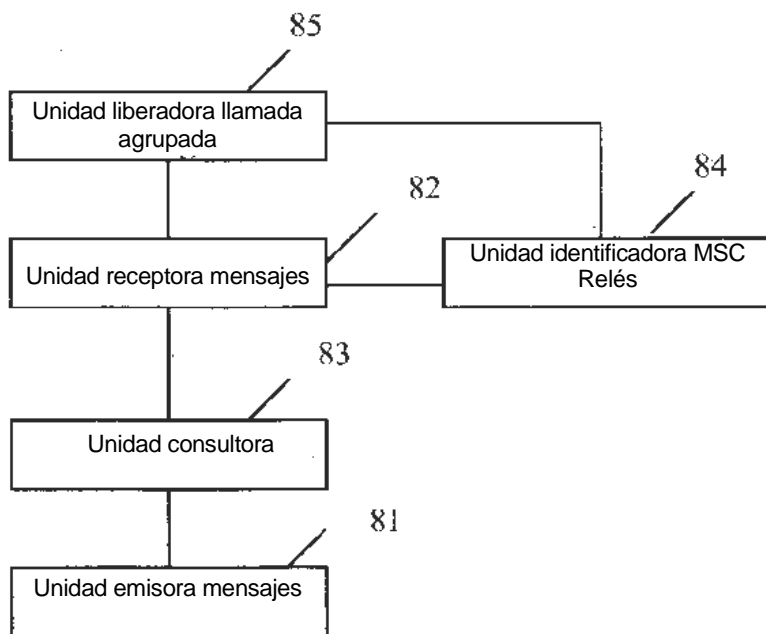 85
Unidad liberadora llamada
agrupada
84
82
Unidad identificadora MSC
Relés
Unidad receptora mensajes
83
Unidad consultora
81
Unidad emisora mensajes